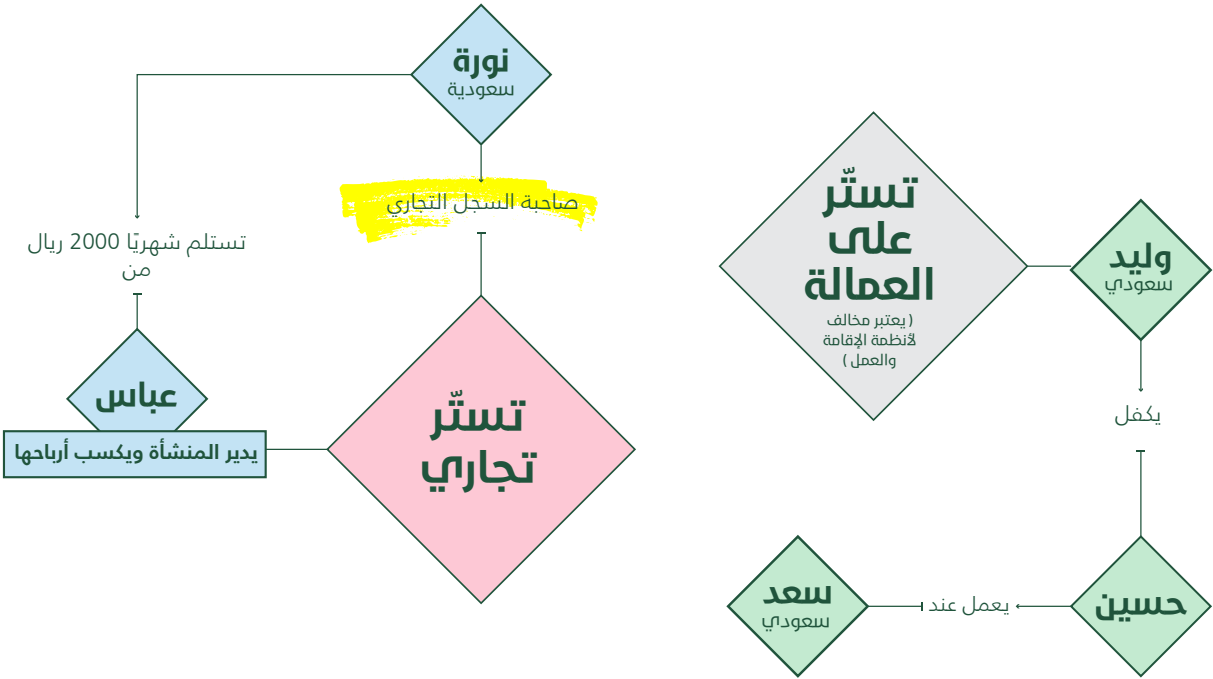 نورة
سعودية
صاحبة السجل التجاري
تستلم شهريًا 2000 ريال
من
عباس
يدير المنشأة ويكسب أرباحها
تستّر
تجاري
تستّر
على
العمالة
( يعتبر مخالف
لأنظمة الإقامة
والعمل )
وليد
سعودي
يكفل
حسين
يعمل عند
سعد
سعودي